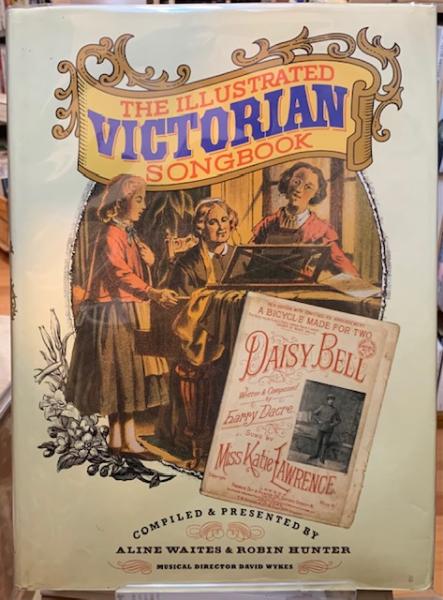 THE ILLUSTRATED
VICTORIAN
SONGBOOK
A BICYCLE MADE FOR TWO
DAISY BELL
Written & Composed
by
Harry Dacre.
SUNG BY
MISS KATIE LAWRENCE.
COMPILED & PRESENTED BY
ALINE WAITES & ROBIN HUNTER
MUSICAL DIRECTOR DAVID WYKES